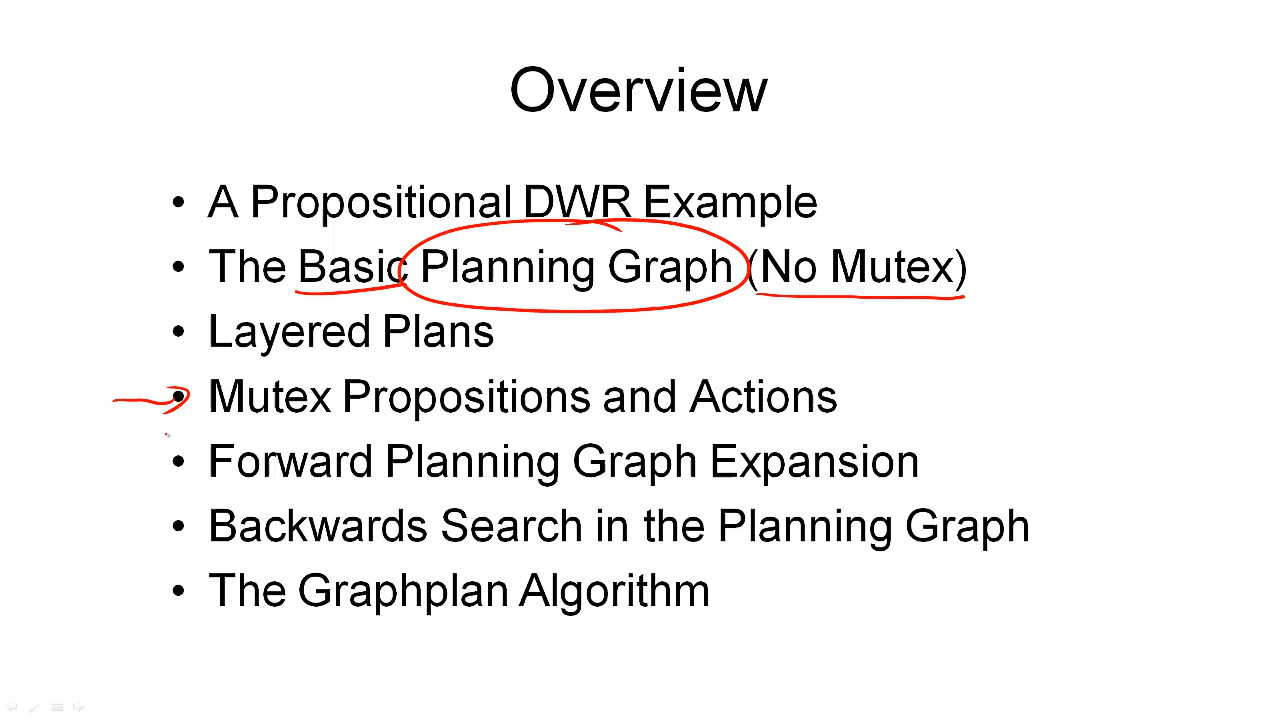 Overview
• A Propositional DWR Example
• The Basic Planning Graph (No Mutex)
• Layered Plans
• Mutex Propositions and Actions
• Forward Planning Graph Expansion
• Backwards Search in the Planning Graph
• The Graphplan Algorithm